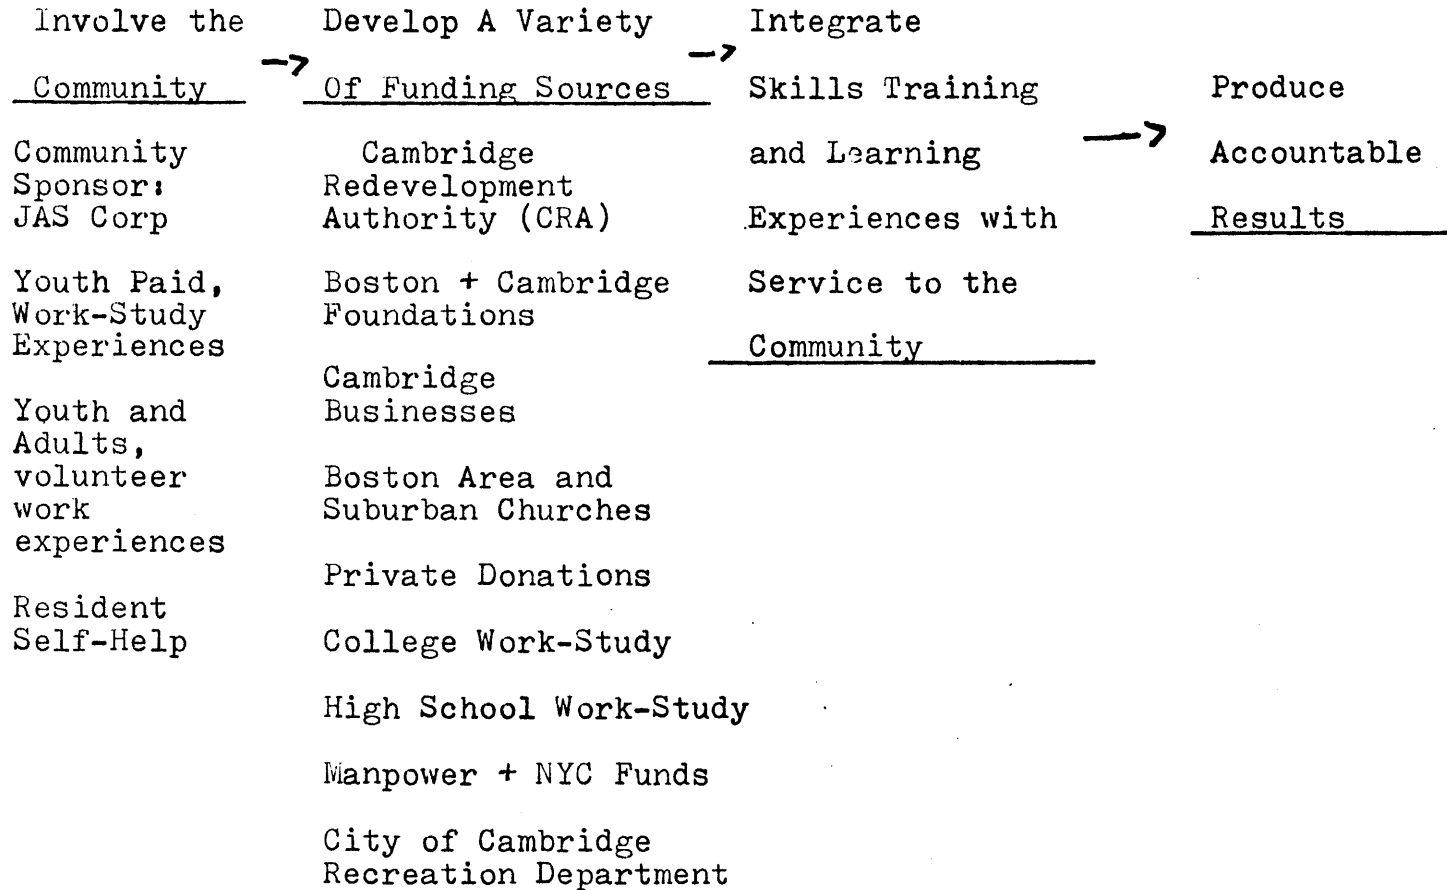 Involve the
Community
Community
Sponsor:
JAS Corp
Youth Paid,
Work-Study
Experiences
Youth and
Adults,
volunteer
work
experiences
Resident
Self-Help
Develop A Variety
Of Funding Sources
Cambridge
Redevelopment
Authority (CRA)
Boston + Cambridge
Foundations
Cambridge
Businesses
Boston Area and
Suburban Churches
Private Donations
College Work-Study
High School Work-Study
Manpower + NYC Funds
City of Cambridge
Recreation Department
Integrate
Skills Training
and Learning
Experiences with
Service to the
Community
Produce
Accountable
Results